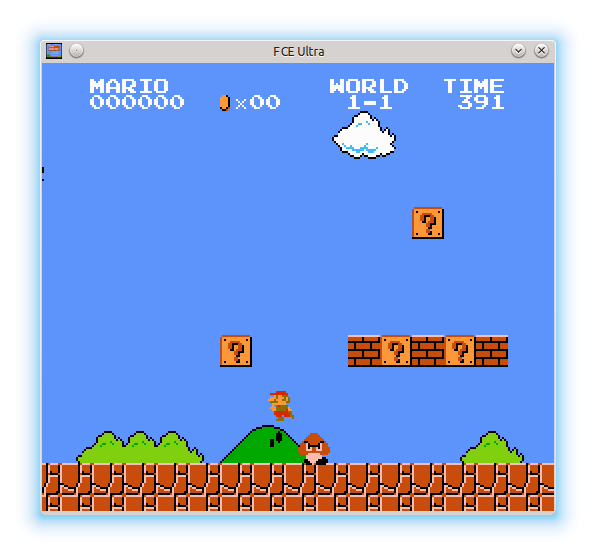 FCE Ultra
MARIO WORLD TIME
000000 ×00 1-1 391
?
? ? ?